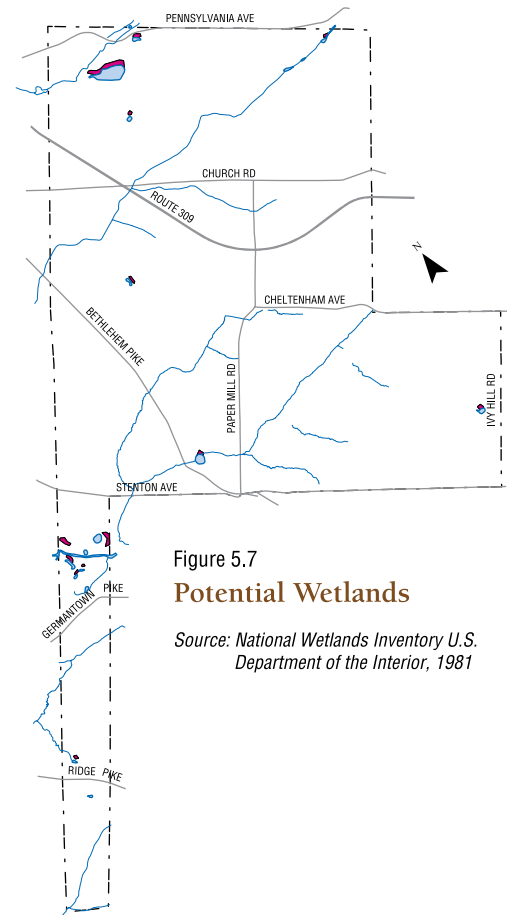 PENNSYLVANIA AVE
CHURCH RD
ROUTE 309
N
CHELTENHAM AVE
BETHLEHEM PIKE
PAPER MILL RD
IVY HILL RD
STENTON AVE
Figure 5.7
Potential Wetlands
GERMANTOWN PIKE
Source: National Wetlands Inventory U.S.
Department of the Interior, 1981
RIDGE PIKE